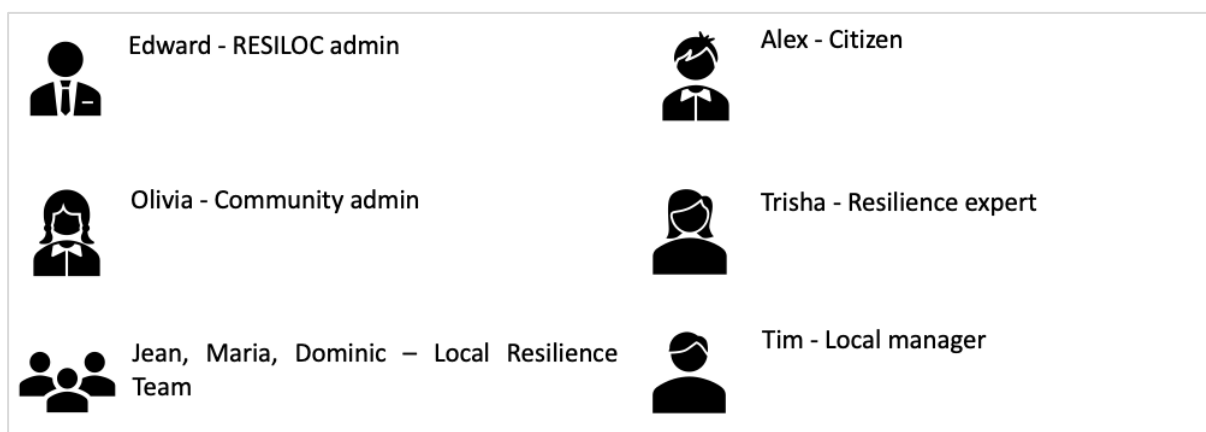 Edward - RESILOC admin
Alex - Citizen
Olivia - Community admin
Trisha - Resilience expert
Jean, Maria, Dominic – Local Resilience
Team
Tim - Local manager